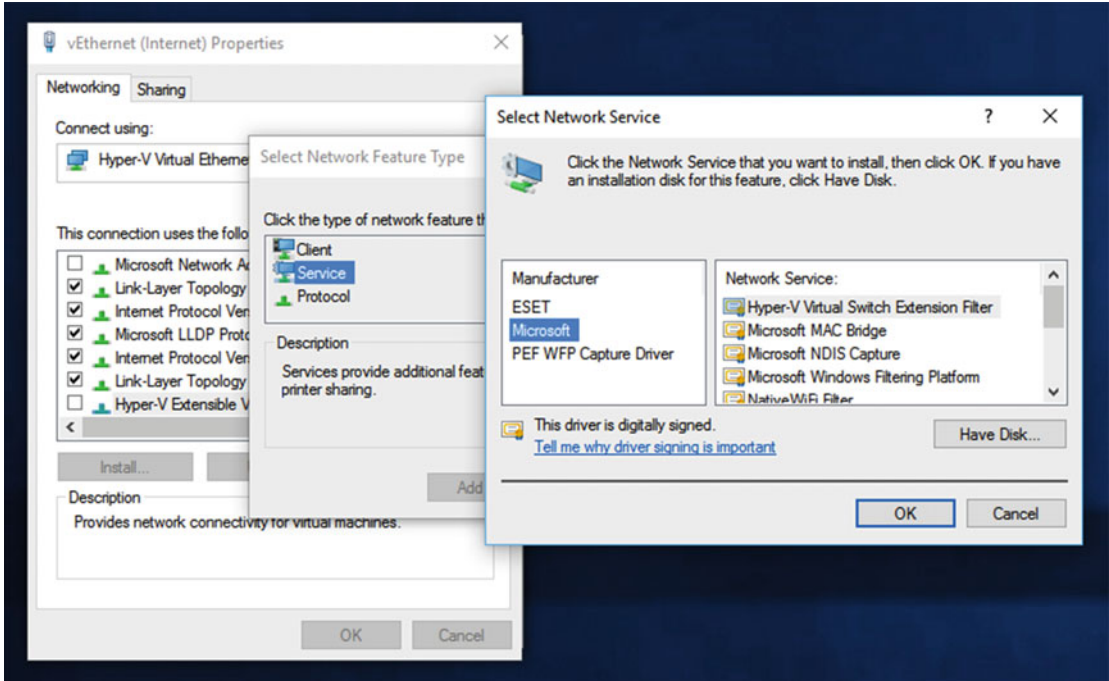 vEthernet (Internet) Properties
Networking Sharing
Connect using:
Hyper-V Virtual Etherne
This connection uses the follo
Microsoft Network A
Link-Layer Topology
Internet Protocol Ver
Microsoft LLDP Proto
Internet Protocol Ver
Link-Layer Topology
Hyper-V Extensible V
Install...
Description
Provides network connectivity for virtual machines.
OK Cancel
Select Network Feature Type
Click the type of network feature th
Client
Service
Protocol
Description
Services provide additional feat
printer sharing.
Add
Select Network Service
?
Click the Network Service that you want to install, then click OK. If you have
an installation disk for this feature, click Have Disk.
Manufacturer
ESET
Microsoft
PEF WFP Capture Driver
Network Service:
Hyper-V Virtual Switch Extension Filter
Microsoft MAC Bridge
Microsoft NDIS Capture
Microsoft Windows Filtering Platform
NativeWiFi Filter
This driver is digitally signed.
Tell me why driver signing is important
Have Disk...
OK Cancel